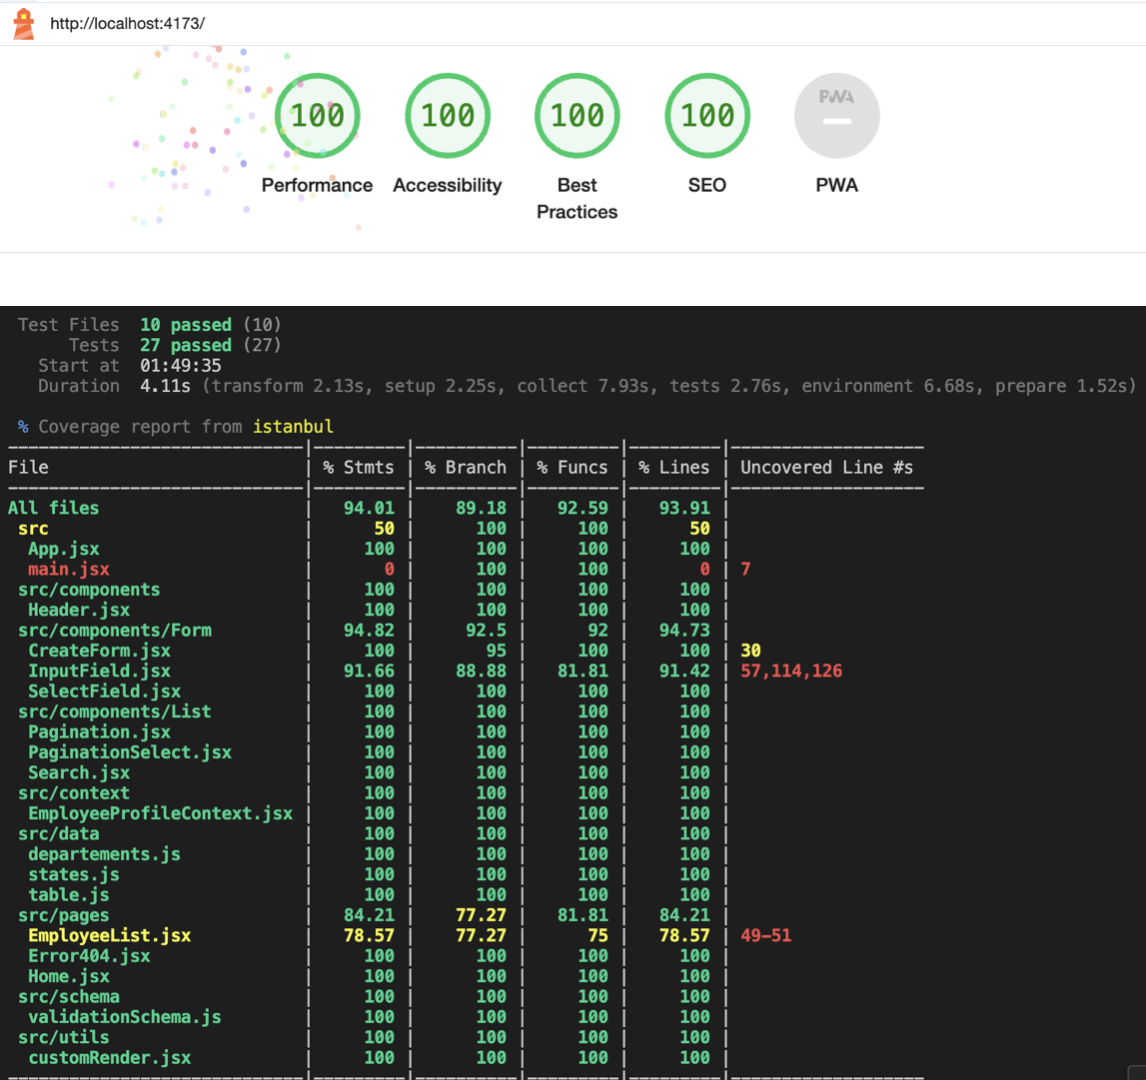 http://localhost:4173/
100 100 100 100 PWA
Performance Accessibility Best Practices SEO PWA
Test Files 10 passed (10)
Tests 27 passed (27)
Start at 01:49:35
Duration 4.11s (transform 2.13s, setup 2.25s, collect 7.93s, tests 2.76s, environment 6.68s, prepare 1.52s)
% Coverage report from istanbul
File | % Stmts | % Branch | % Funcs | % Lines | Uncovered Line #s
All files | 94.01 | 89.18 | 92.59 | 93.91 |
src | 50 | 100 | 100 | 50 |
App.jsx | 100 | 100 | 100 | 100 |
main.jsx | 0 | 100 | 100 | 0 | 7
src/components | 100 | 100 | 100 | 100 |
Header.jsx | 100 | 100 | 100 | 100 |
src/components/Form | 94.82 | 92.5 | 92 | 94.73 |
CreateForm.jsx | 100 | 95 | 100 | 100 | 30
InputField.jsx | 91.66 | 88.88 | 81.81 | 91.42 | 57,114,126
SelectField.jsx | 100 | 100 | 100 | 100 |
src/components/List | 100 | 100 | 100 | 100 |
Pagination.jsx | 100 | 100 | 100 | 100 |
PaginationSelect.jsx | 100 | 100 | 100 | 100 |
Search.jsx | 100 | 100 | 100 | 100 |
src/context | 100 | 100 | 100 | 100 |
EmployeeProfileContext.jsx | 100 | 100 | 100 | 100 |
src/data | 100 | 100 | 100 | 100 |
departements.js | 100 | 100 | 100 | 100 |
states.js | 100 | 100 | 100 | 100 |
table.js | 100 | 100 | 100 | 100 |
src/pages | 84.21 | 77.27 | 81.81 | 84.21 |
EmployeeList.jsx | 78.57 | 77.27 | 75 | 78.57 | 49-51
Error404.jsx | 100 | 100 | 100 | 100 |
Home.jsx | 100 | 100 | 100 | 100 |
src/schema | 100 | 100 | 100 | 100 |
validationSchema.js | 100 | 100 | 100 | 100 |
src/utils | 100 | 100 | 100 | 100 |
customRender.jsx | 100 | 100 | 100 | 100 |